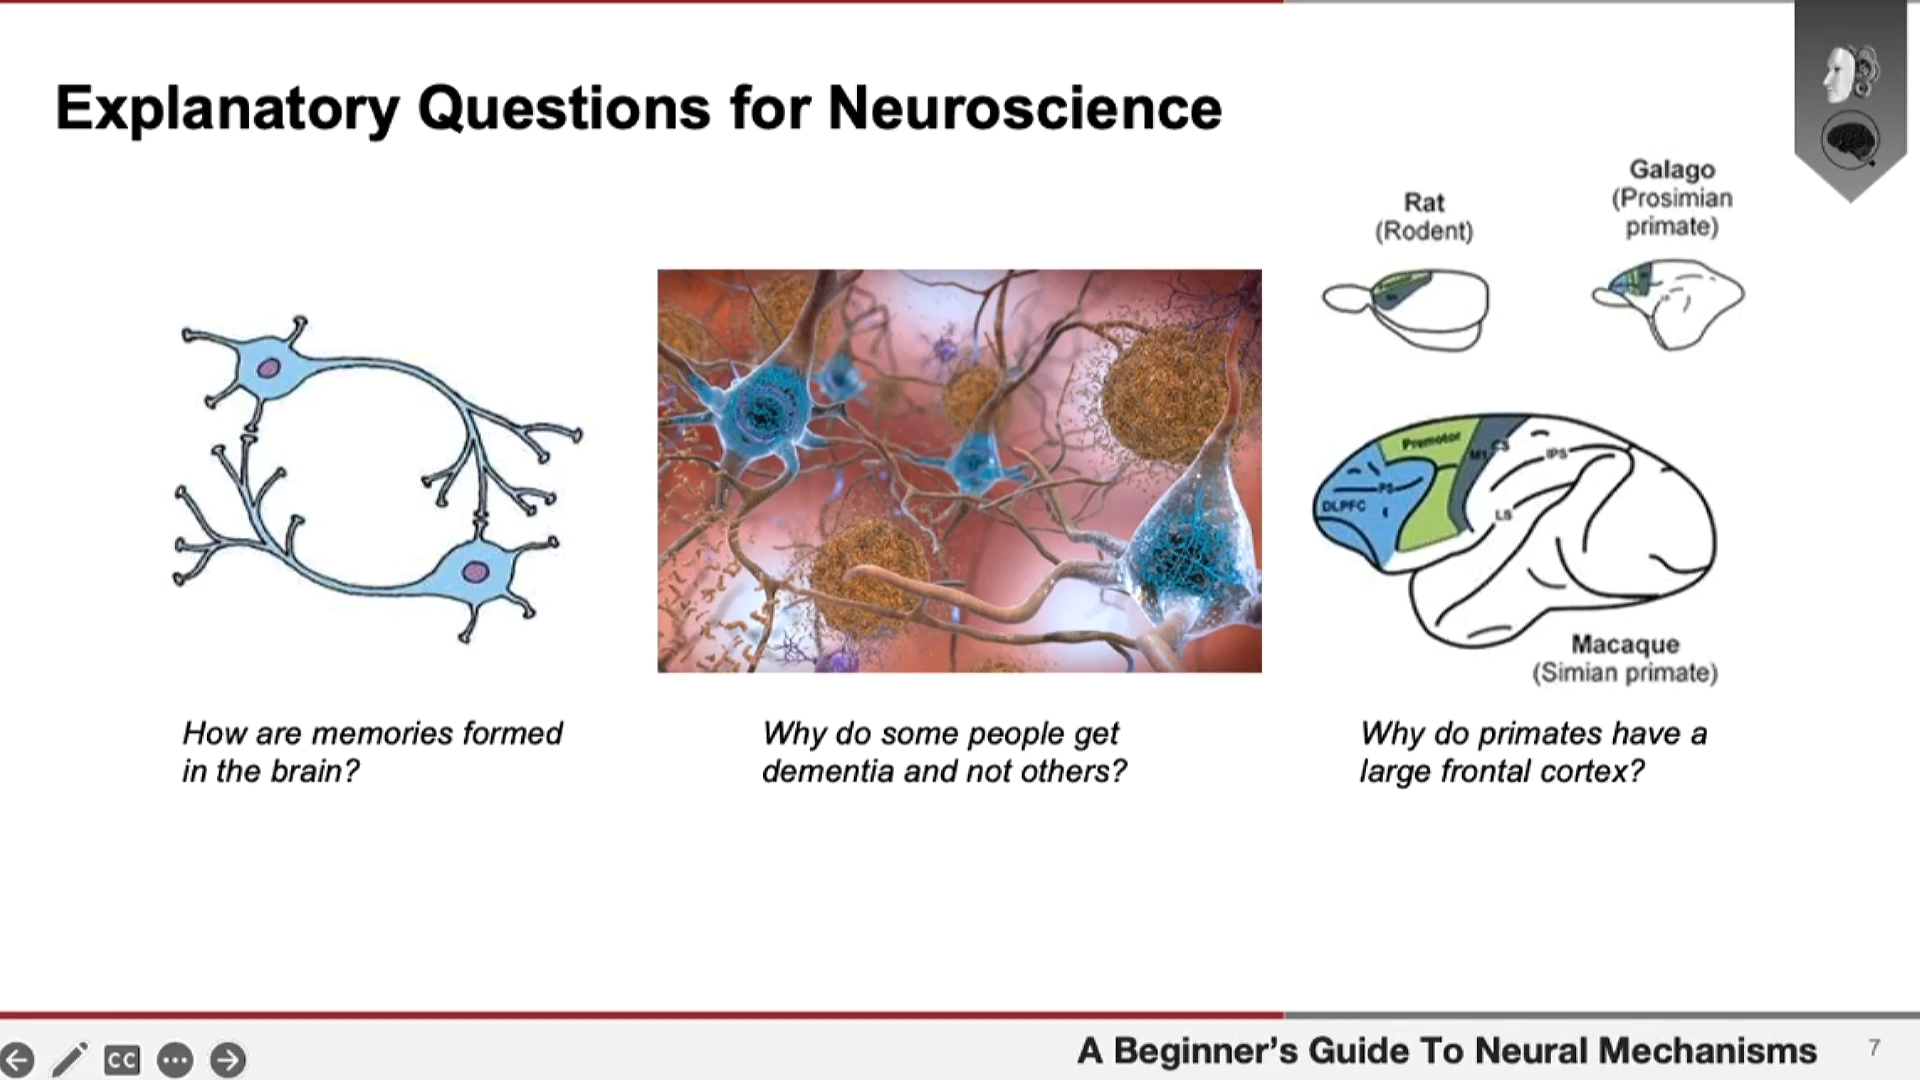 Explanatory Questions for Neuroscience
Rat
(Rodent)
Galago
(Prosimian
primate)
Premotor
M1
CS
IPS
PS
DLPFC
LS
Macaque
(Simian primate)
How are memories formed
in the brain?
Why do some people get
dementia and not others?
Why do primates have a
large frontal cortex?
CC
A Beginner's Guide To Neural Mechanisms
7